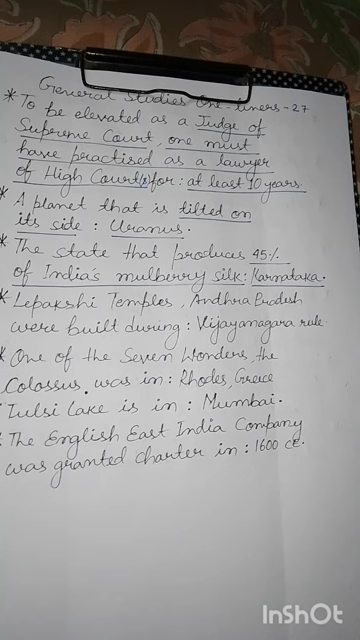 General Studies One-liners-27
* To be elevated as a Judge of
Supreme Court, one must
have practised as a lawyer
of High Court(s) for: at least 10 years.
* A planet that is tilted on
its side : Uranus.
* The state that produces 45%
of India's mulberry silk: Karnataka.
* Lepakshi Temples, Andhra Pradesh
were built during: Vijayanagara rule
* One of the Seven Wonders, the
Colossus. was in: Rhodes, Greece
Tulsi Lake is in : Mumbai.
* The English East India Company
was granted charter in: 1600 CE.
InShOt